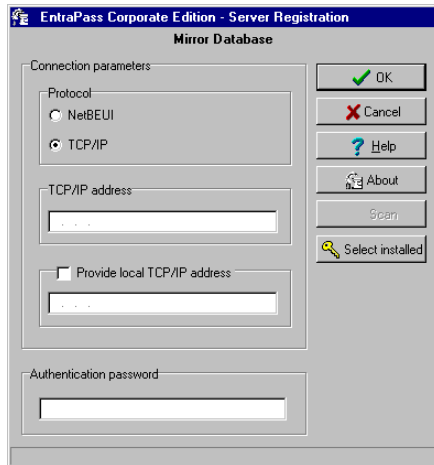 EntraPass Corporate Edition - Server Registration
Mirror Database
Connection parameters
Protocol
NetBEUI
TCP/IP
TCP/IP address
. . .
Provide local TCP/IP address
. . .
Authentication password
OK
Cancel
Help
About
Scan
Select installed